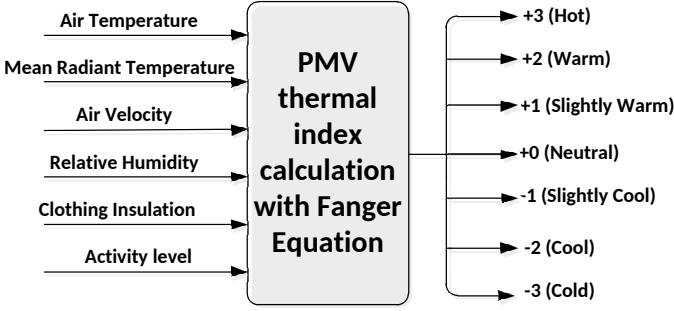 Air Temperature
Mean Radiant Temperature
Air Velocity
Relative Humidity
Clothing Insulation
Activity level
PMV
thermal
index
calculation
with Fanger
Equation
+3 (Hot)
+2 (Warm)
+1 (Slightly Warm)
+0 (Neutral)
-1 (Slightly Cool)
-2 (Cool)
-3 (Cold)